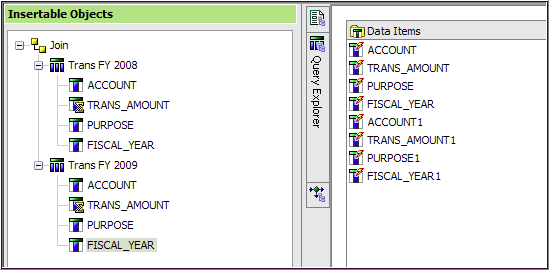 Insertable Objects
Join
Trans FY 2008
ACCOUNT
TRANS_AMOUNT
PURPOSE
FISCAL_YEAR
Trans FY 2009
ACCOUNT
TRANS_AMOUNT
PURPOSE
FISCAL_YEAR
Query Explorer
Data Items
ACCOUNT
TRANS_AMOUNT
PURPOSE
FISCAL_YEAR
ACCOUNT1
TRANS_AMOUNT1
PURPOSE1
FISCAL_YEAR1